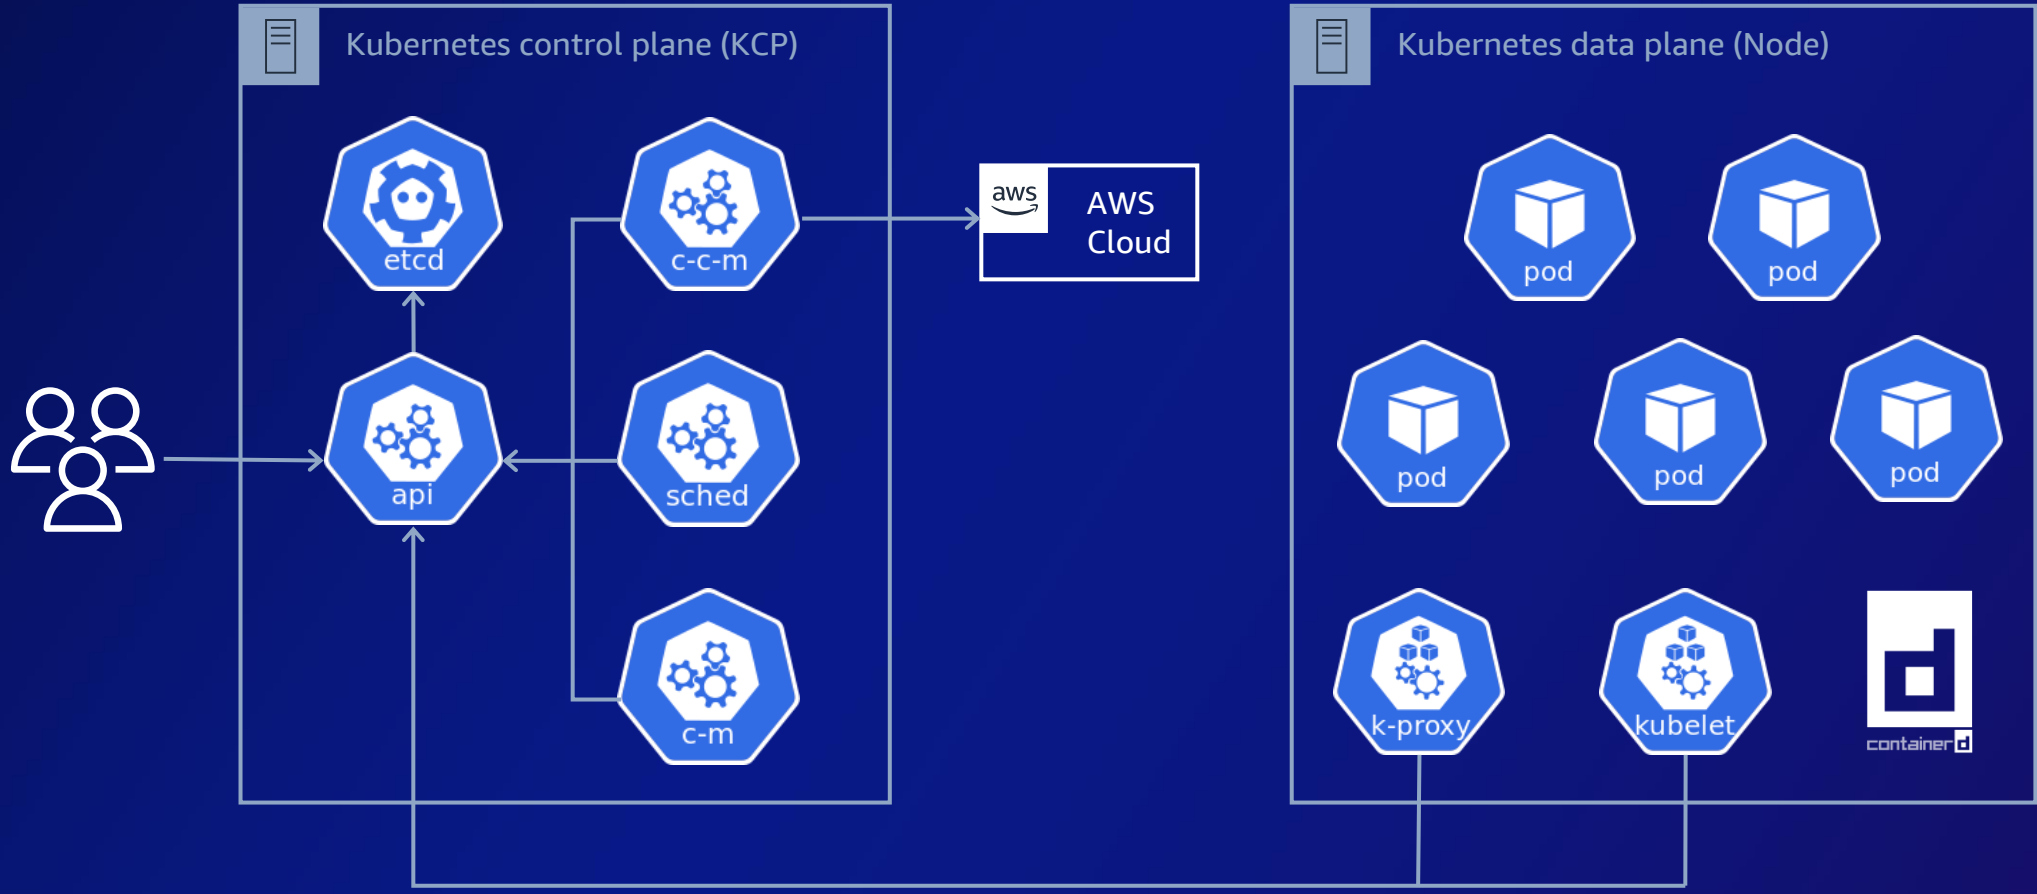 Kubernetes control plane (KCP)
etcd
c-c-m
api
sched
c-m
aws
AWS
Cloud
Kubernetes data plane (Node)
pod
pod
pod
pod
pod
k-proxy
kubelet
d
containerd